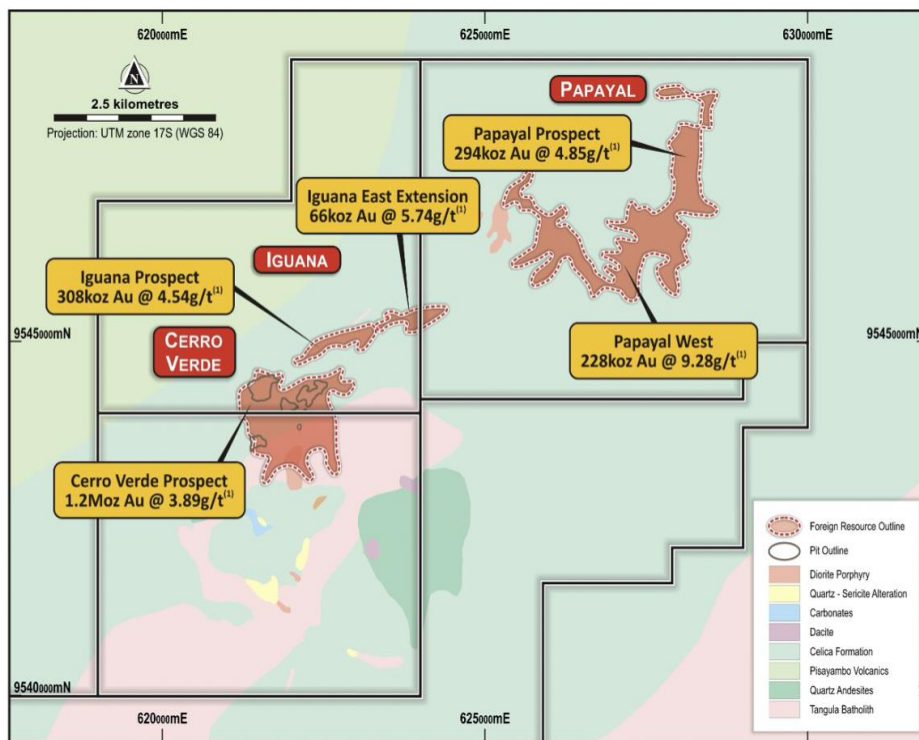 620000mE 625000mE 630000mE
N
2.5 kilometres
Projection: UTM zone 17S (WGS 84)
PAPAYAL
Papayal Prospect
294koz Au @ 4.85g/t(1)
Iguana East Extension
66koz Au @ 5.74g/t(1)
IGUANA
Iguana Prospect
308koz Au @ 4.54g/t(1)
9545000mN 9545000mN
CERRO
VERDE
Papayal West
228koz Au @ 9.28g/t(1)
Cerro Verde Prospect
1.2Moz Au @ 3.89g/t(1)
Foreign Resource Outline
Pit Outline
Diorite Porphyry
Quartz - Sericite Alteration
Carbonates
Dacite
Celica Formation
Pisayambo Volcanics
Quartz Andesites
Tangula Batholith
9540000mN
620000mE 625000mE